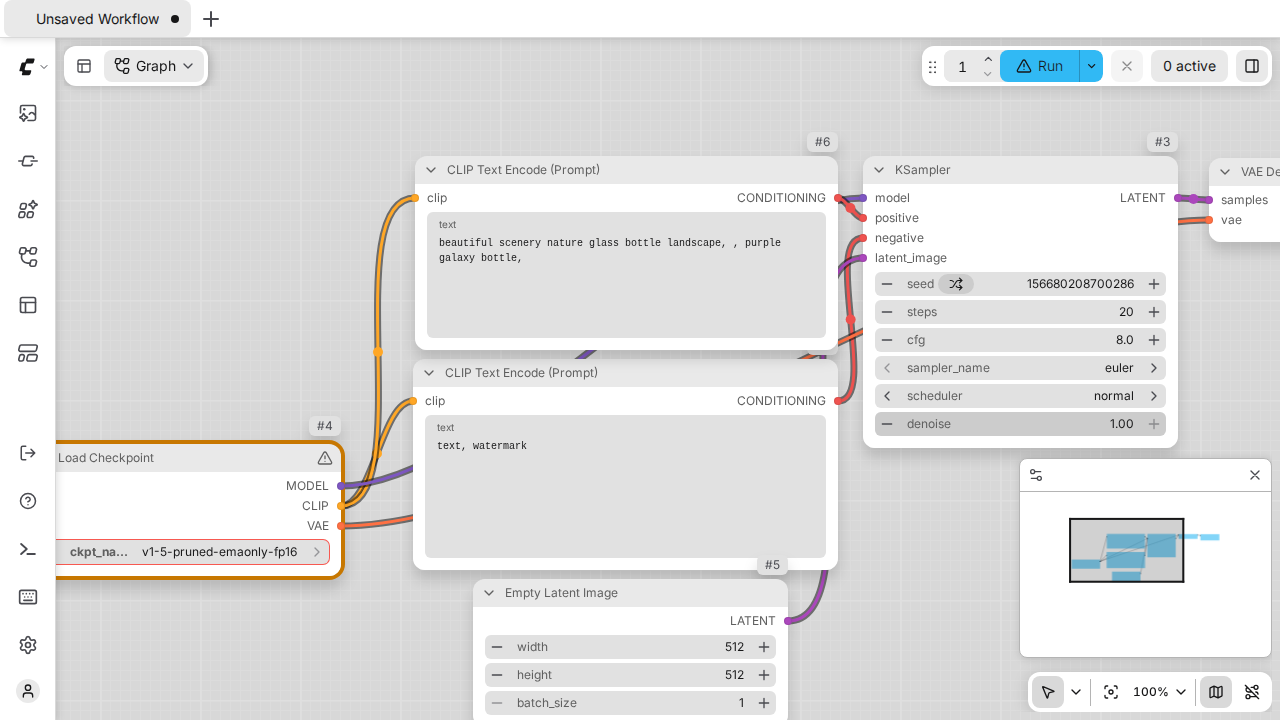 Unsaved Workflow
Graph
1
Run
0 active
#6
#3
CLIP Text Encode (Prompt)
clip
CONDITIONING
text
beautiful scenery nature glass bottle landscape, , purple
galaxy bottle,
KSampler
model
LATENT
positive
negative
latent_image
seed
156680208700286
steps
20
cfg
8.0
sampler_name
euler
scheduler
normal
denoise
1.00
VAE De
samples
vae
CLIP Text Encode (Prompt)
clip
CONDITIONING
text
text, watermark
#4
Load Checkpoint
MODEL
CLIP
VAE
ckpt_na...
v1-5-pruned-emaonly-fp16
#5
Empty Latent Image
LATENT
width
512
height
512
batch_size
1
100%